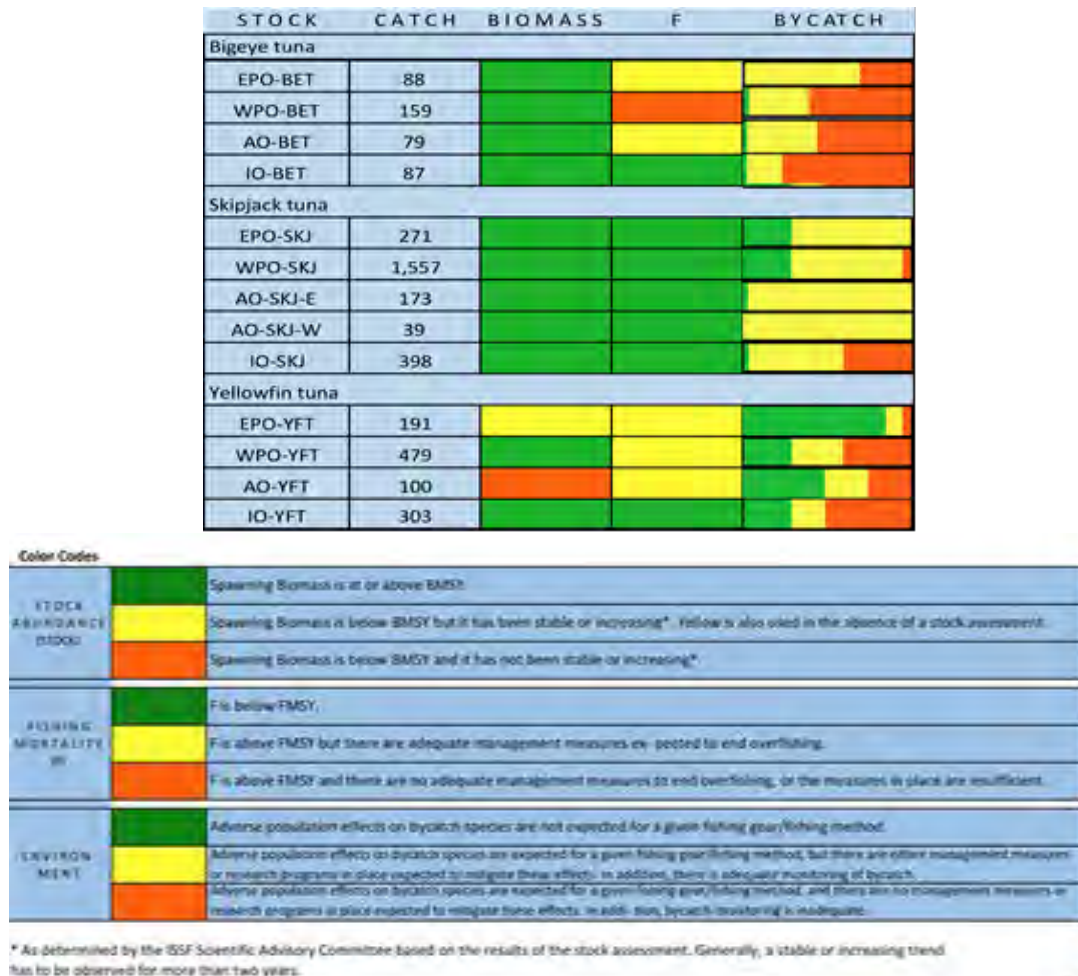 STOCK CATCH BIOMASS F BYCATCH
Bigeye tuna
EPO-BET 88
WPO-BET 159
AO-BET 79
IO-BET 87
Skipjack tuna
EPO-SKJ 271
WPO-SKJ 1,557
AO-SKJ-E 173
AO-SKJ-W 39
IO-SKJ 398
Yellowfin tuna
EPO-YFT 191
WPO-YFT 479
AO-YFT 100
IO-YFT 303
Color Codes
STOCK
ABUNDANCE
(STOCK)
Spawning Biomass is at or above BMSY.
Spawning Biomass is below BMSY but it has been stable or increasing*. Yellow is also used in the absence of a stock assessment.
Spawning Biomass is below BMSY and it has not been stable or increasing*
FISHING
MORTALITY
(F)
F is below FMSY.
F is above FMSY but there are adequate management measures ex- pected to end overfishing.
F is above FMSY and there are no adequate management measures to end overfishing, or the measures in place are insufficient.
ENVIRON
MENT
Adverse population effects on bycatch species are not expected for a given fishing gear/fishing method.
Adverse population effects on bycatch species are expected for a given fishing gear/fishing method, but there are either management measures
or research programs in place expected to mitigate these effects. In addition, there is adequate monitoring of bycatch.
Adverse population effects on bycatch species are expected for a given fishing gear/fishing method, and there are no management measures or
research programs in place expected to mitigate these effects. In addi- tion, bycatch monitoring is inadequate.
* As determined by the ISSF Scientific Advisory Committee based on the results of the stock assessment. Generally, a stable or increasing trend
has to be observed for more than two years.